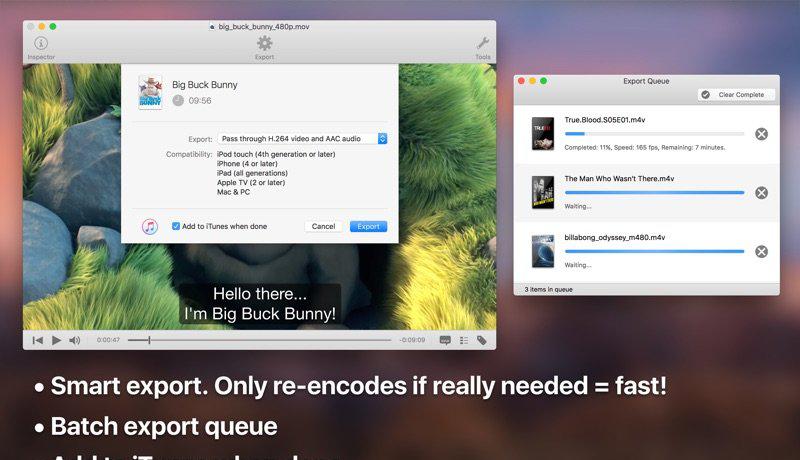 big_buck_bunny_480p.mov
Inspector
Export
Tools
Big Buck Bunny
09:56
Export: Pass through H.264 video and AAC audio
Compatibility: iPod touch (4th generation or later)
iPhone (4 or later)
iPad (all generations)
Apple TV (2 or later)
Mac & PC
Add to iTunes when done
Cancel
Export
Hello there...
I'm Big Buck Bunny!
0:00:47
-0:09:09
Export Queue
Clear Complete
True.Blood.S05E01.m4v
Completed: 11%, Speed: 165 fps, Remaining: 7 minutes.
The Man Who Wasn't There.m4v
Waiting...
billabong_odyssey_m480.m4v
Waiting...
3 items in queue
• Smart export. Only re-encodes if really needed = fast!
• Batch export queue